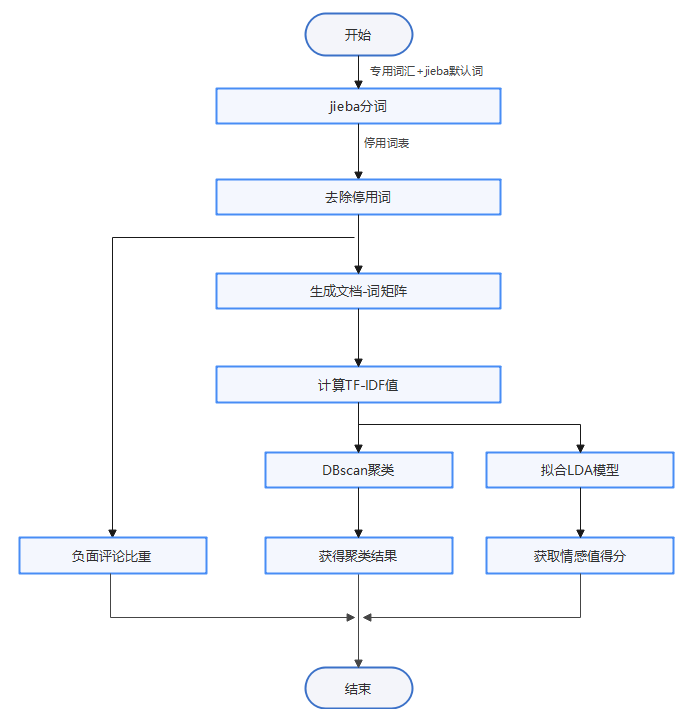 开始
专用词汇+jieba默认词
jieba分词
停用词表
去除停用词
生成文档-词矩阵
计算TF-IDF值
DBscan聚类
拟合LDA模型
负面评论比重
获得聚类结果
获取情感值得分
结束